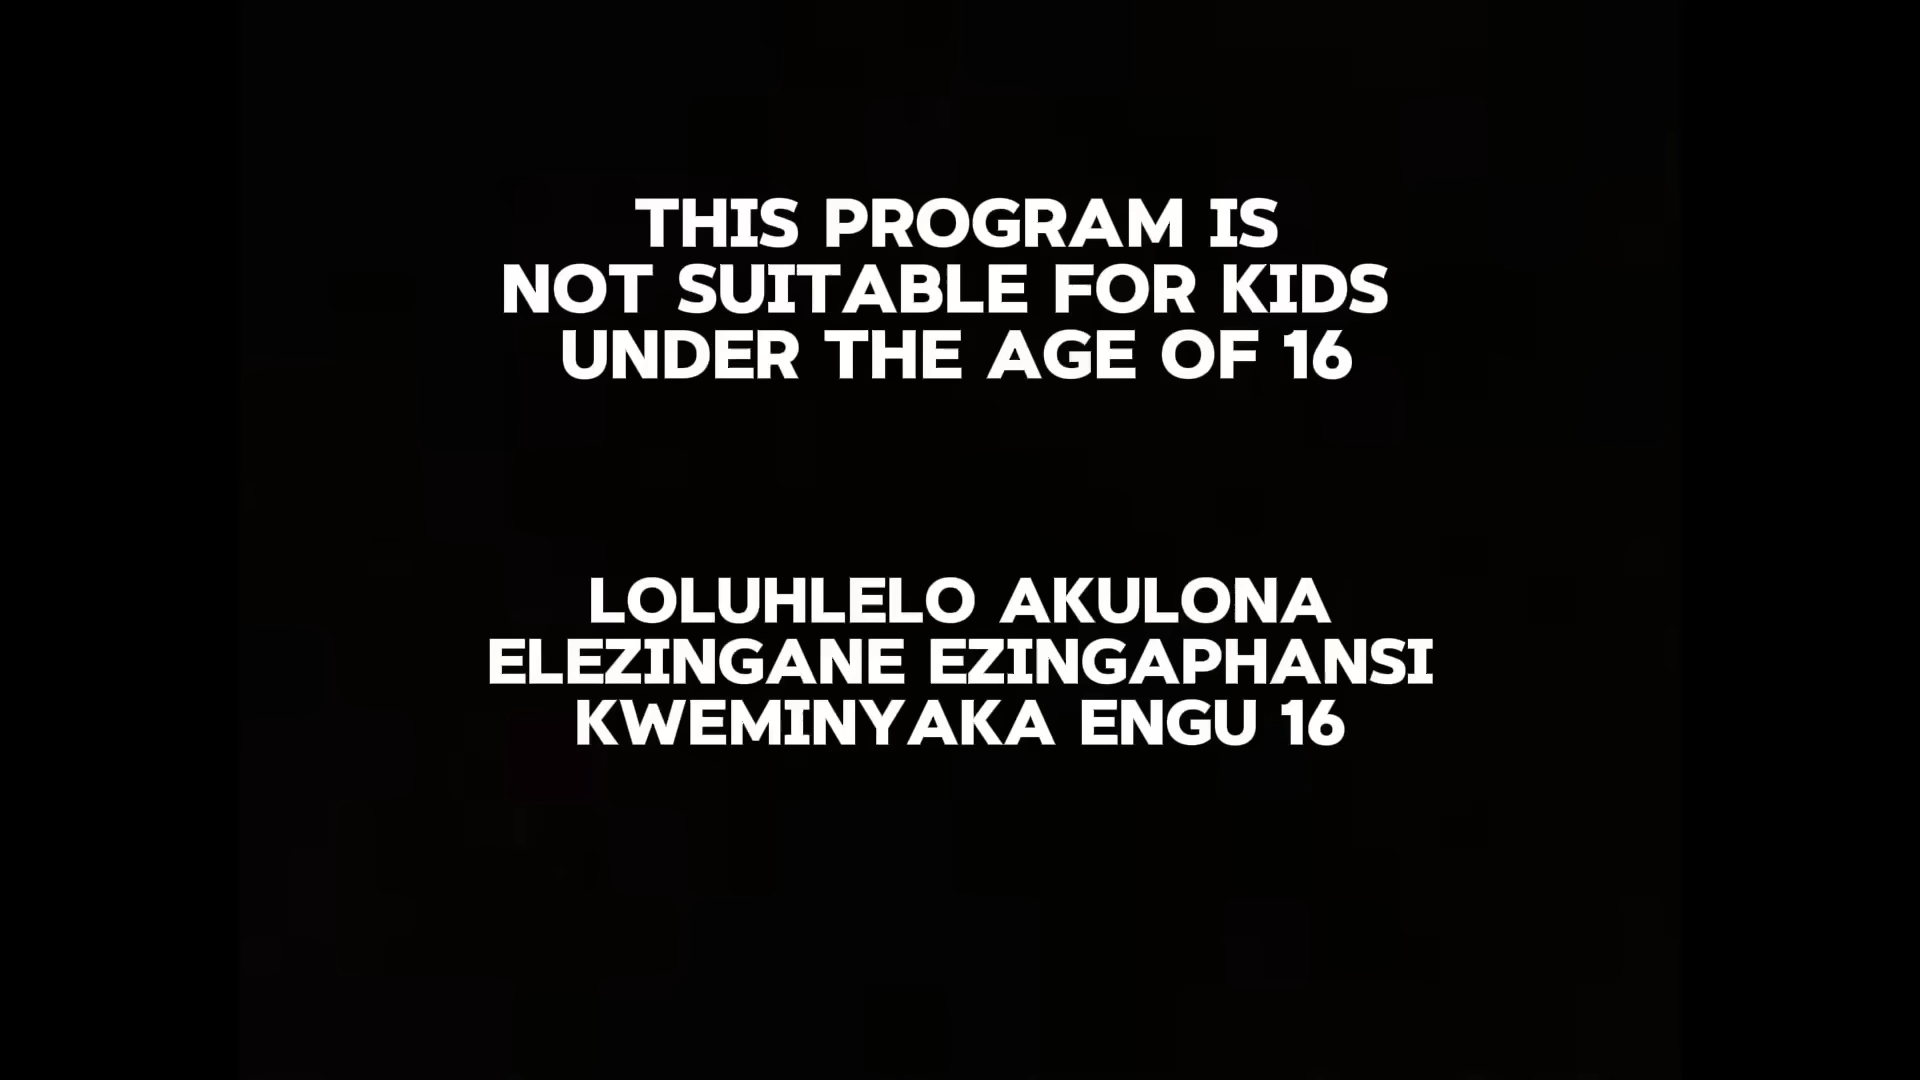 THIS PROGRAM IS
NOT SUITABLE FOR KIDS
UNDER THE AGE OF 16
LOLUHLELO AKULONA
ELEZINGANE EZINGAPHANSI
KWEMINYAKA ENGU 16